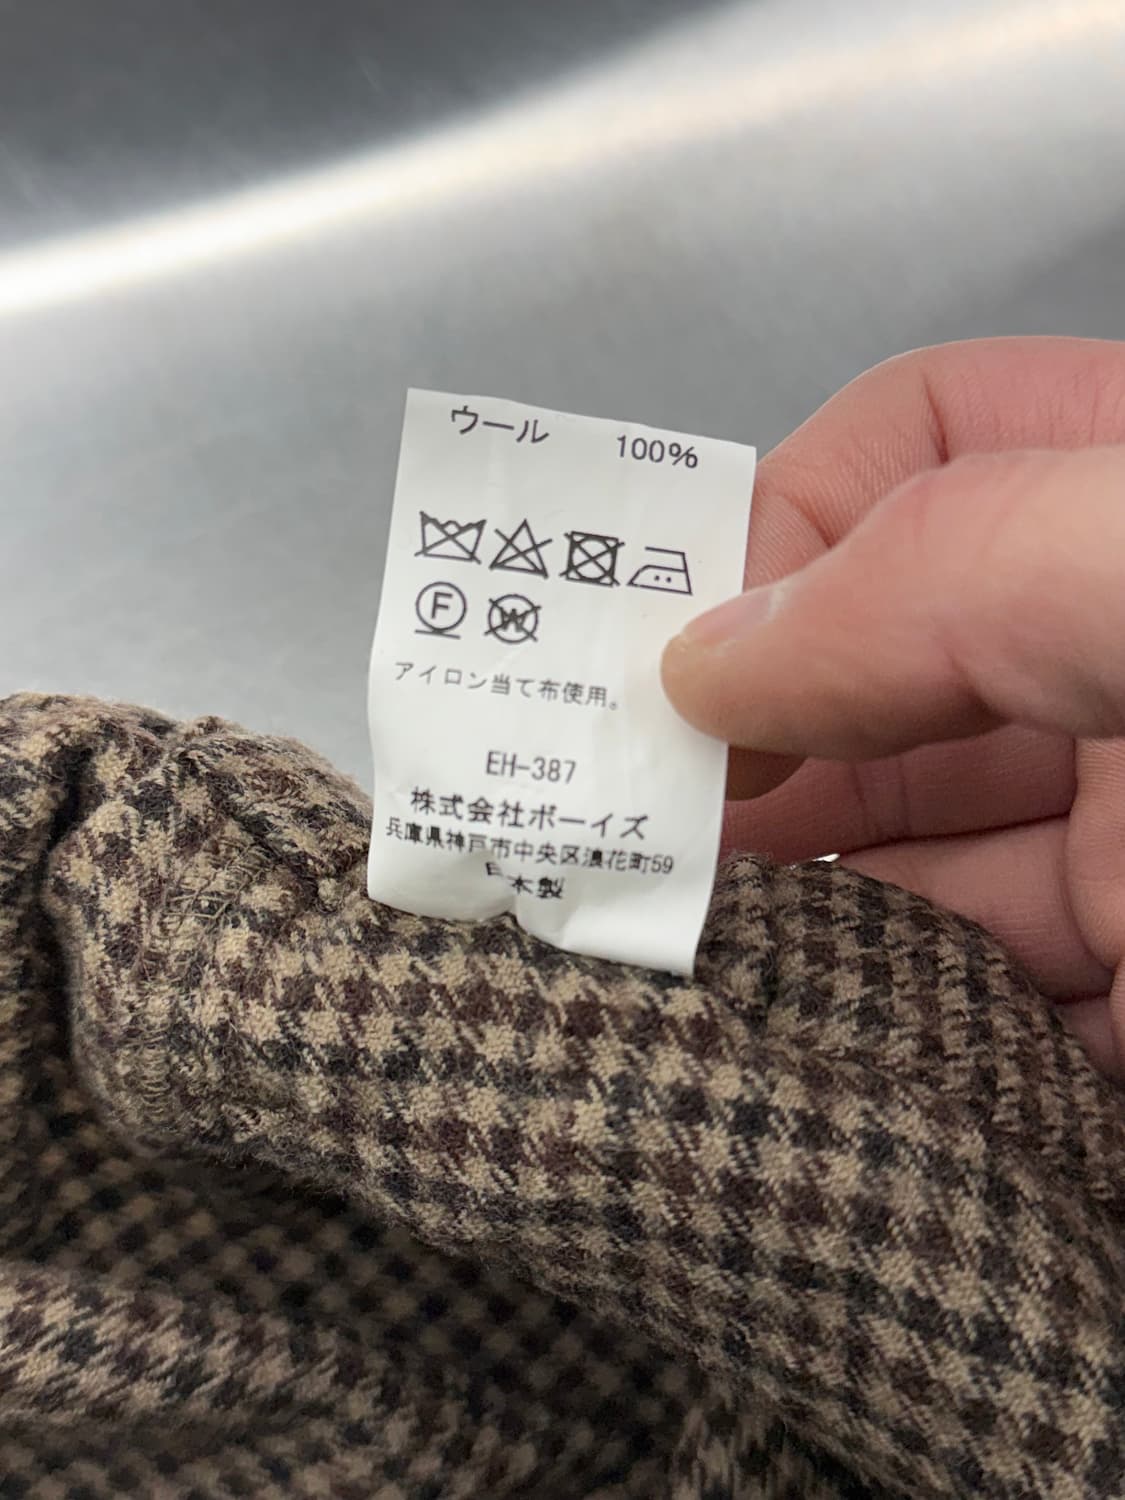 ウール 100%
F W
アイロン当て布使用。
EH-387
株式会社ボーイズ
兵庫県神戸市中央区浪花町59
日本製